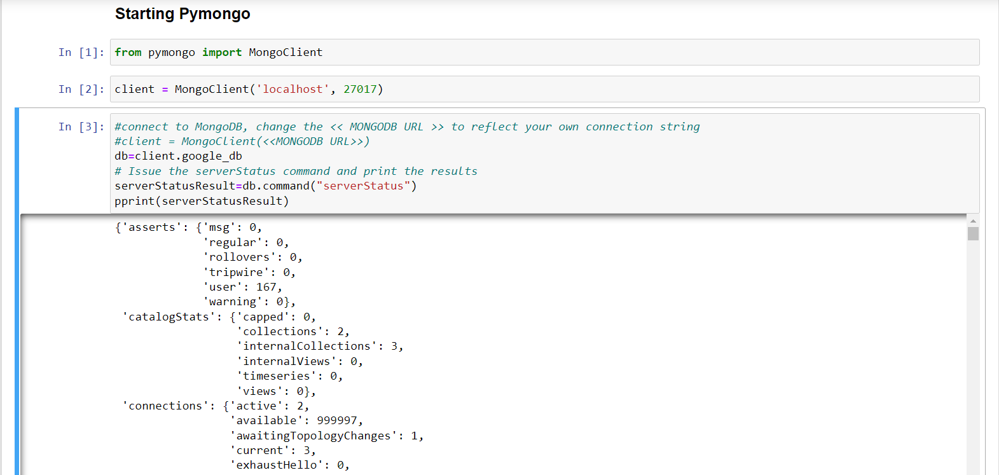 Starting Pymongo
In [1]: from pymongo import MongoClient
In [2]: client = MongoClient('localhost', 27017)
In [3]: #connect to MongoDB, change the << MONGODB URL >> to reflect your own connection string
#client = MongoClient(<<MONGODB URL>>)
db=client.google_db
# Issue the serverStatus command and print the results
serverStatusResult=db.command("serverStatus")
pprint(serverStatusResult)
{'asserts': {'msg': 0,
'regular': 0,
'rollovers': 0,
'tripwire': 0,
'user': 167,
'warning': 0},
'catalogStats': {'capped': 0,
'collections': 2,
'internalCollections': 3,
'internalViews': 0,
'timeseries': 0,
'views': 0},
'connections': {'active': 2,
'available': 999997,
'awaitingTopologyChanges': 1,
'current': 3,
'exhaustHello': 0,